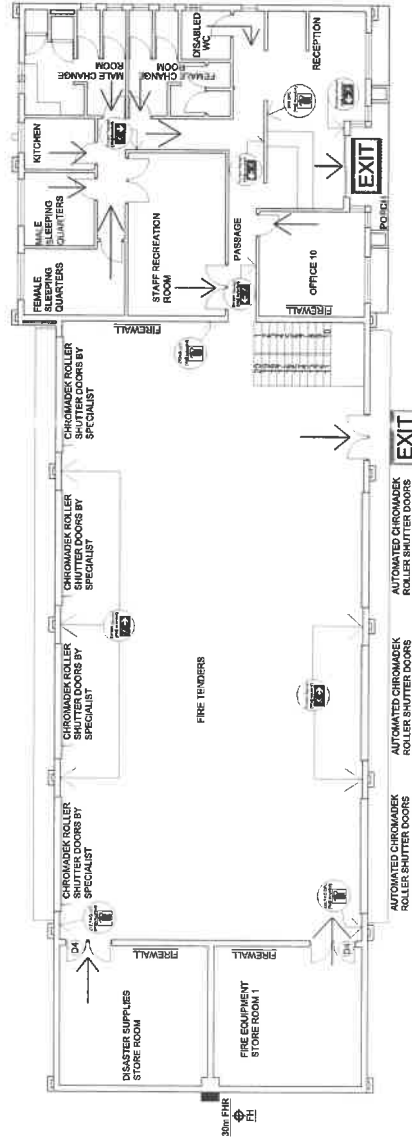 DISABLED
WC
MALE CHANGE
ROOM
FEMALE CHANGE
ROOM
RECEPTION
KITCHEN
MALE
SLEEPING
QUARTERS
FEMALE
SLEEPING
QUARTERS
STAFF RECREATION
ROOM
PASSAGE
OFFICE 10
EXIT
PORCH
FIREWALL
CHROMADEK ROLLER
SHUTTER DOORS BY
SPECIALIST
CHROMADEK ROLLER
SHUTTER DOORS BY
SPECIALIST
CHROMADEK ROLLER
SHUTTER DOORS BY
SPECIALIST
CHROMADEK ROLLER
SHUTTER DOORS BY
SPECIALIST
FIRE TENDERS
EXIT
AUTOMATED CHROMADEK
ROLLER SHUTTER DOORS
AUTOMATED CHROMADEK
ROLLER SHUTTER DOORS
AUTOMATED CHROMADEK
ROLLER SHUTTER DOORS
D4
FIREWALL
DISASTER SUPPLIES
STORE ROOM
D4
FIREWALL
FIRE EQUIPMENT
STORE ROOM 1
30m FHR
FH